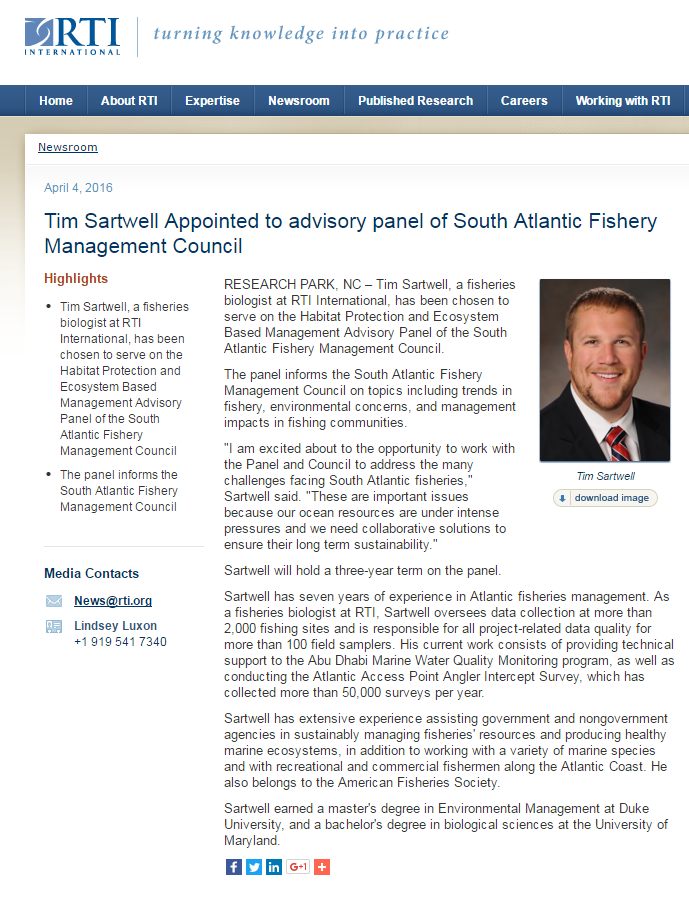 RTI
INTERNATIONAL
turning knowledge into practice
Home About RTI Expertise Newsroom Published Research Careers Working with RTI
Newsroom
April 4, 2016
Tim Sartwell Appointed to advisory panel of South Atlantic Fishery
Management Council
Highlights
• Tim Sartwell, a fisheries
biologist at RTI
International, has been
chosen to serve on the
Habitat Protection and
Ecosystem Based
Management Advisory
Panel of the South
Atlantic Fishery
Management Council
• The panel informs the
South Atlantic Fishery
Management Council
Media Contacts
News@rti.org
Lindsey Luxon
+1 919 541 7340
RESEARCH PARK, NC – Tim Sartwell, a fisheries
biologist at RTI International, has been chosen to
serve on the Habitat Protection and Ecosystem
Based Management Advisory Panel of the South
Atlantic Fishery Management Council.
The panel informs the South Atlantic Fishery
Management Council on topics including trends in
fishery, environmental concerns, and management
impacts in fishing communities.
"I am excited about to the opportunity to work with
the Panel and Council to address the many
challenges facing South Atlantic fisheries,"
Sartwell said. "These are important issues
because our ocean resources are under intense
pressures and we need collaborative solutions to
ensure their long term sustainability."
Sartwell will hold a three-year term on the panel.
Sartwell has seven years of experience in Atlantic fisheries management. As
a fisheries biologist at RTI, Sartwell oversees data collection at more than
2,000 fishing sites and is responsible for all project-related data quality for
more than 100 field samplers. His current work consists of providing technical
support to the Abu Dhabi Marine Water Quality Monitoring program, as well as
conducting the Atlantic Access Point Angler Intercept Survey, which has
collected more than 50,000 surveys per year.
Sartwell has extensive experience assisting government and nongovernment
agencies in sustainably managing fisheries' resources and producing healthy
marine ecosystems, in addition to working with a variety of marine species
and with recreational and commercial fishermen along the Atlantic Coast. He
also belongs to the American Fisheries Society.
Sartwell earned a master's degree in Environmental Management at Duke
University, and a bachelor's degree in biological sciences at the University of
Maryland.
Tim Sartwell
download image
f in G+1 +